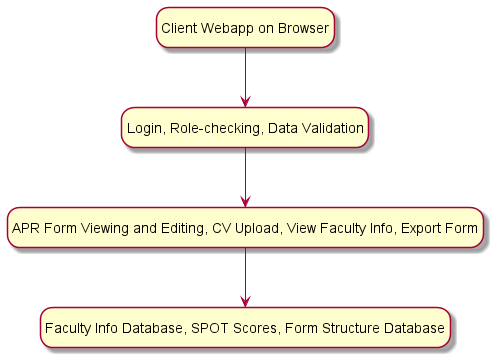 Client Webapp on Browser
Login, Role-checking, Data Validation
APR Form Viewing and Editing, CV Upload, View Faculty Info, Export Form
Faculty Info Database, SPOT Scores, Form Structure Database